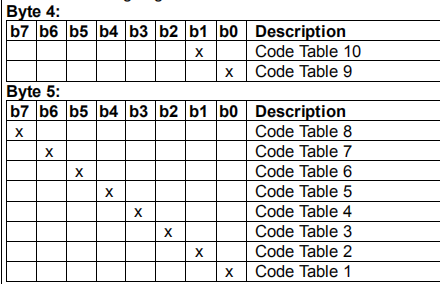 Byte 4:
b7 b6 b5 b4 b3 b2 b1 b0 Description
x Code Table 10
x Code Table 9
Byte 5:
b7 b6 b5 b4 b3 b2 b1 b0 Description
x Code Table 8
x Code Table 7
x Code Table 6
x Code Table 5
x Code Table 4
x Code Table 3
x Code Table 2
x Code Table 1